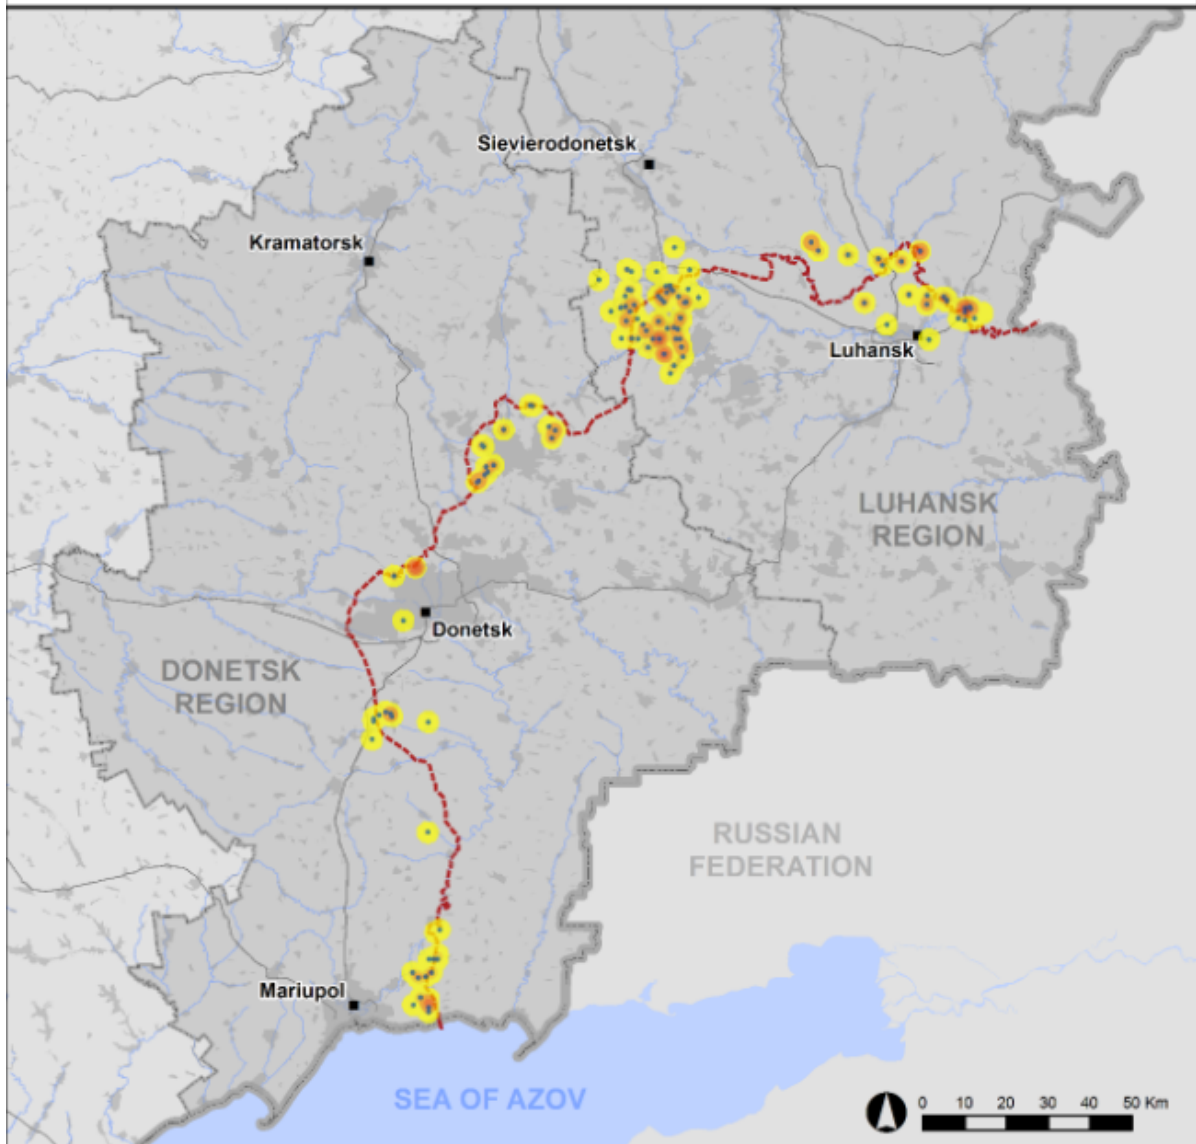 Sievierodonetsk
Kramatorsk
Luhansk
LUHANSK
REGION
Donetsk
DONETSK
REGION
RUSSIAN
FEDERATION
Mariupol
SEA OF AZOV
0 10 20 30 40 50 Km